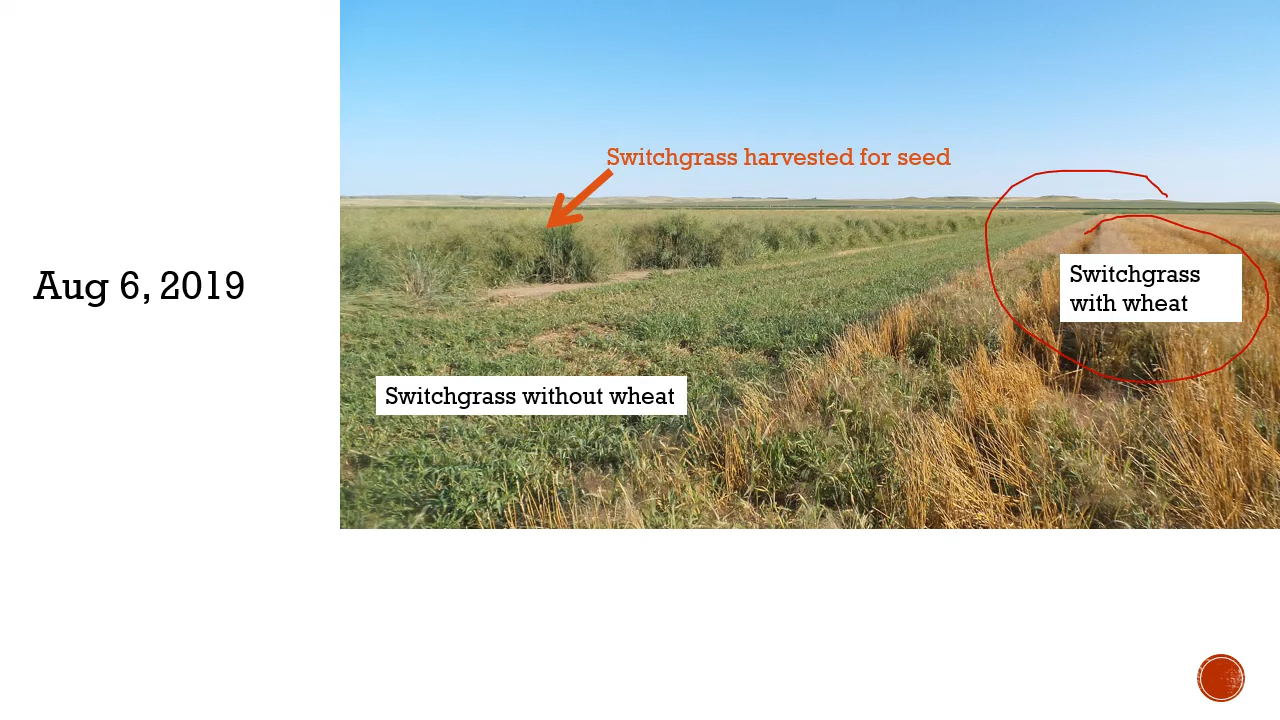 Aug 6, 2019
Switchgrass harvested for seed
Switchgrass
with wheat
Switchgrass without wheat